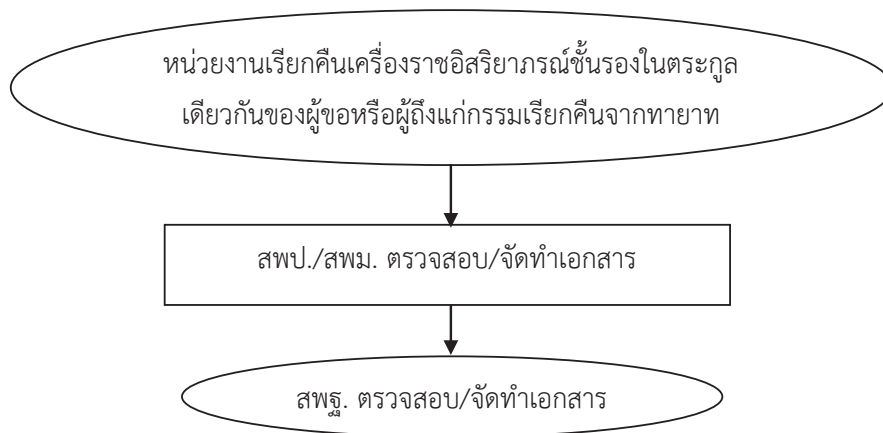 หน่วยงานเรียกคืนเครื่องราชอิสริยาภรณ์ชั้นรองในตระกูล
เดียวกันของผู้ขอหรือผู้ถึงแก่กรรมเรียกคืนจากทายาท
สพป./สพม. ตรวจสอบ/จัดทำเอกสาร
สพฐ. ตรวจสอบ/จัดทำเอกสาร